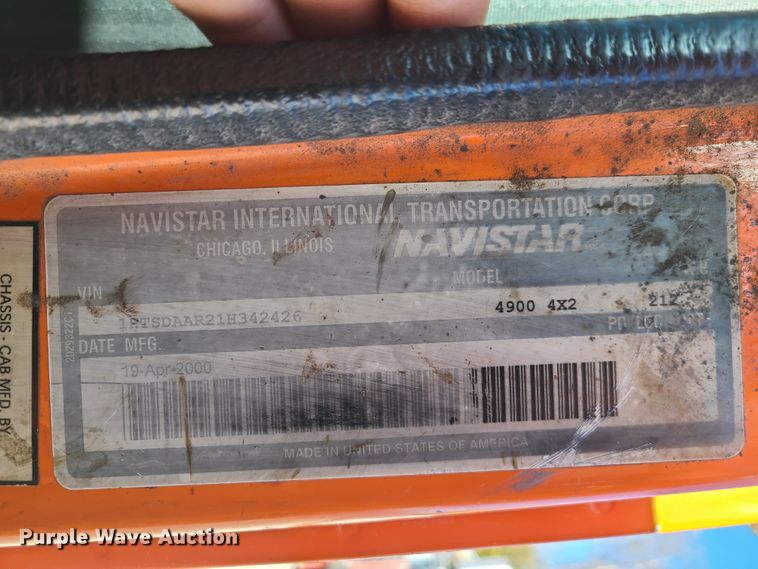 NAVISTAR INTERNATIONAL TRANSPORTATION CORP
CHICAGO, ILLINOIS NAVISTAR
VIN MODEL
4900 4X2
DATE MFG.
19-Apr-2000
MADE IN UNITED STATES OF AMERICA
CHASSIS - CAB MFD. BY
Purple Wave Auction